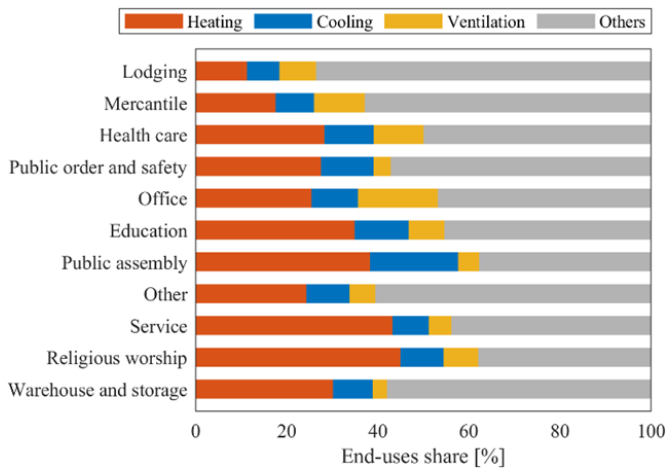 Heating Cooling Ventilation Others
Lodging
Mercantile
Health care
Public order and safety
Office
Education
Public assembly
Other
Service
Religious worship
Warehouse and storage
0 20 40 60 80 100
End-uses share [%]